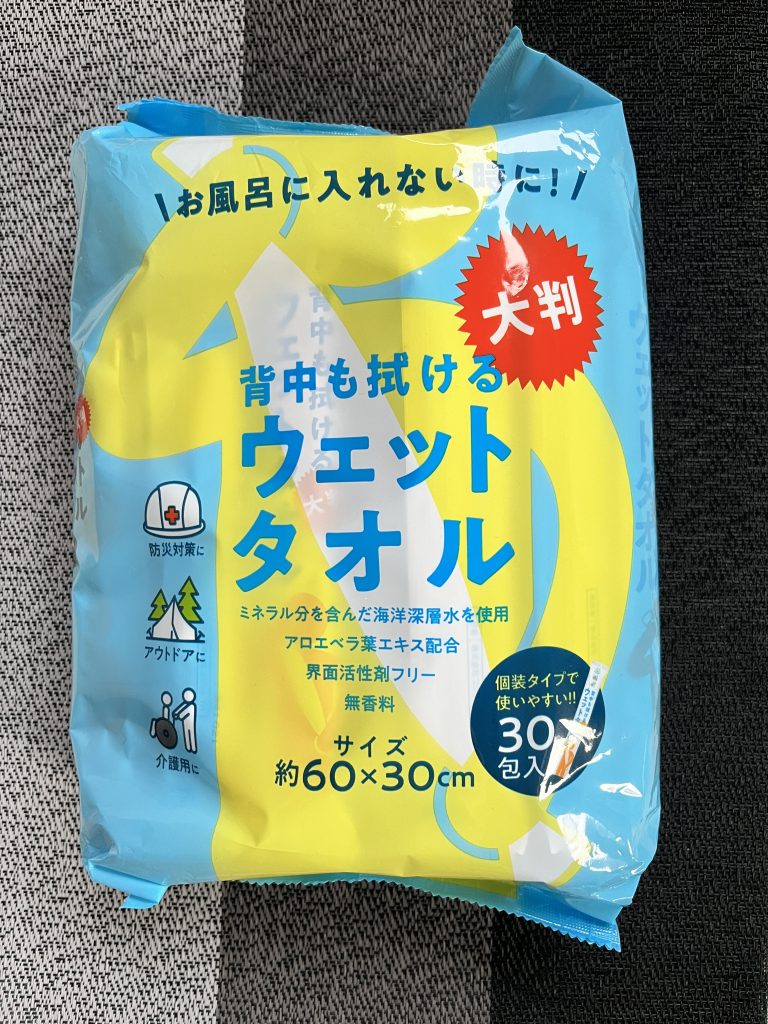 \お風呂に入れない時に!/
大判
背中も拭ける
ウェット
タオル
防災対策に
アウトドアに
介護用に
ミネラル分を含んだ海洋深層水を使用
アロエベラ葉エキス配合
界面活性剤フリー
無香料
サイズ
約60×30cm
個装タイプで
使いやすい!!
30
包入